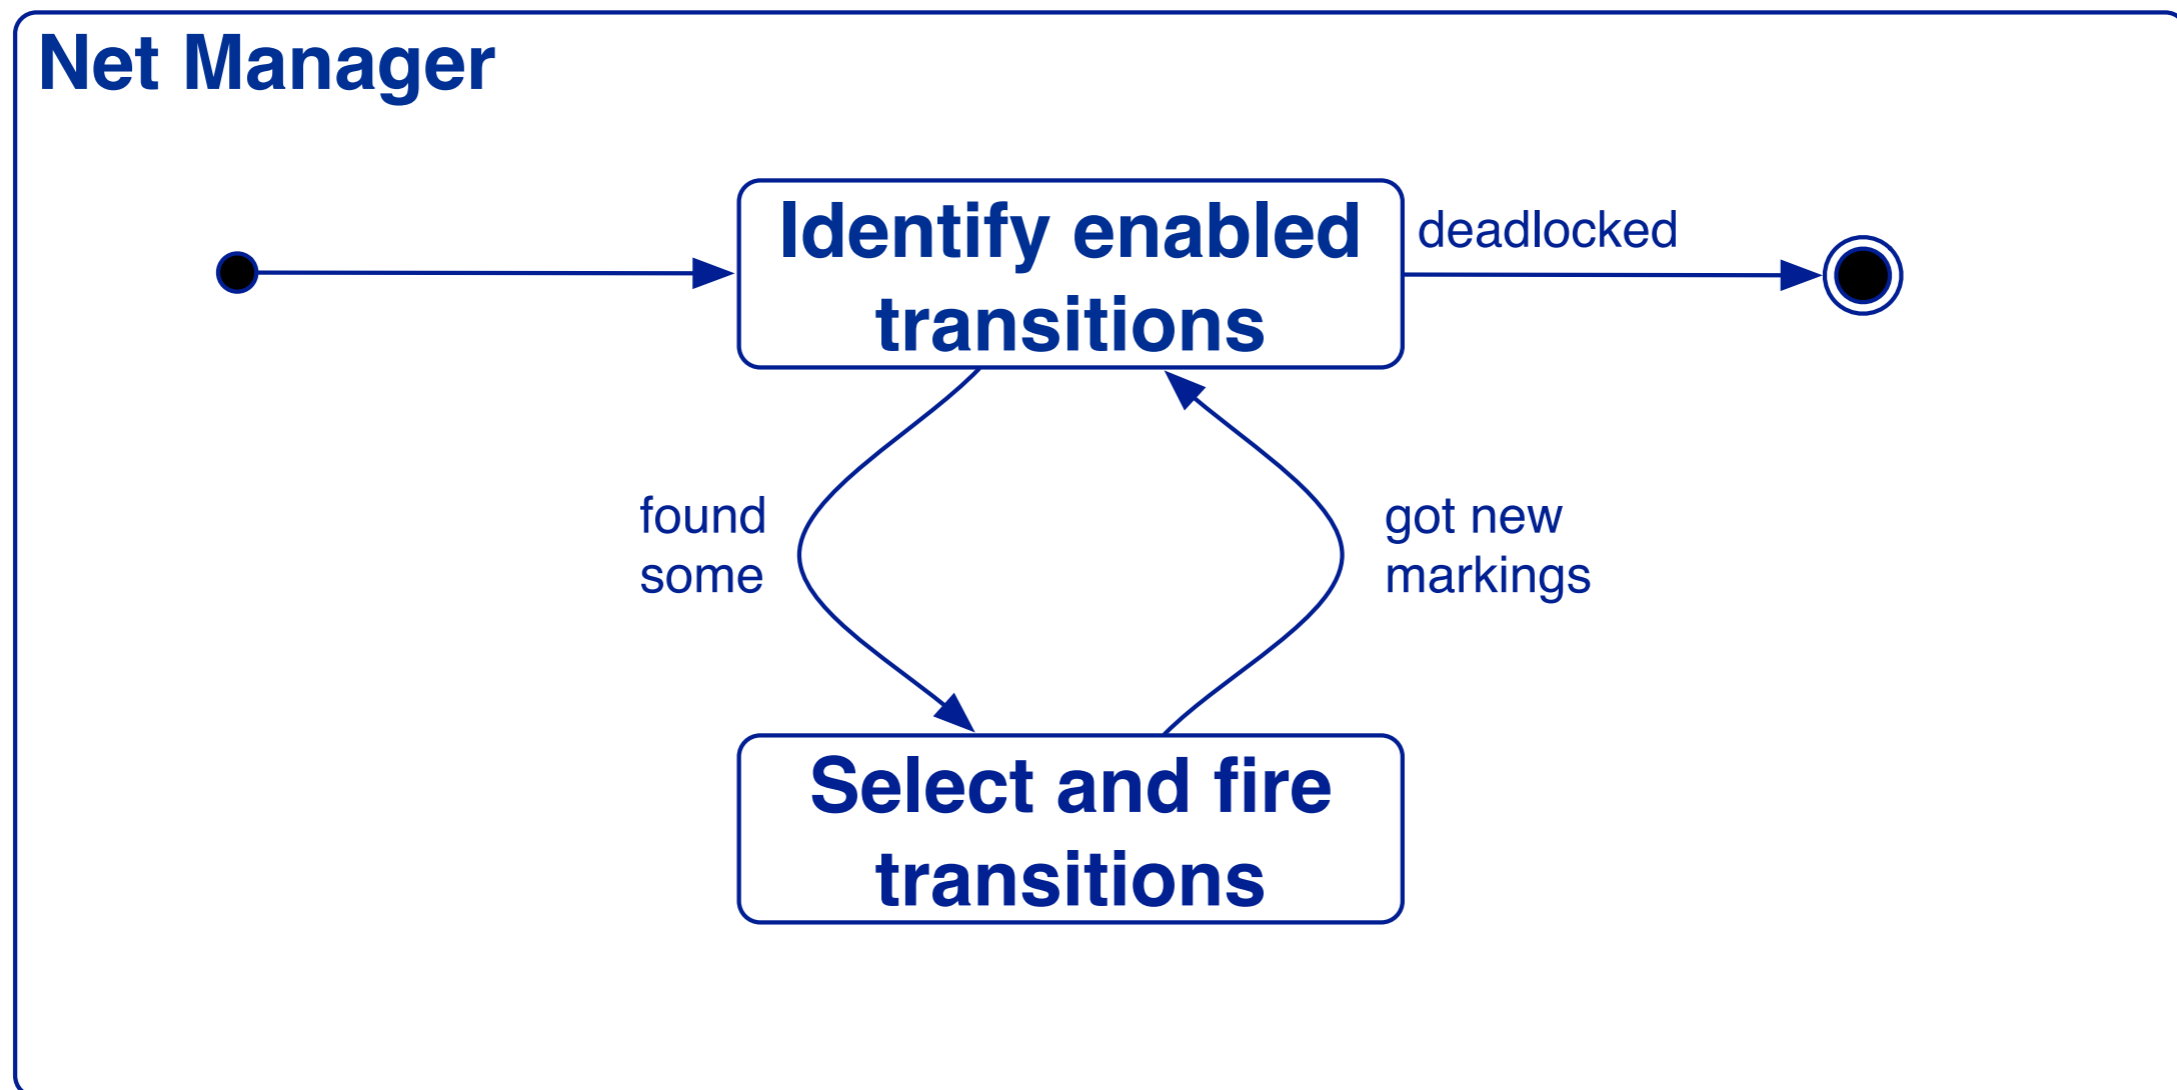 Net Manager
Identify enabled
transitions
deadlocked
found
some
got new
markings
Select and fire
transitions